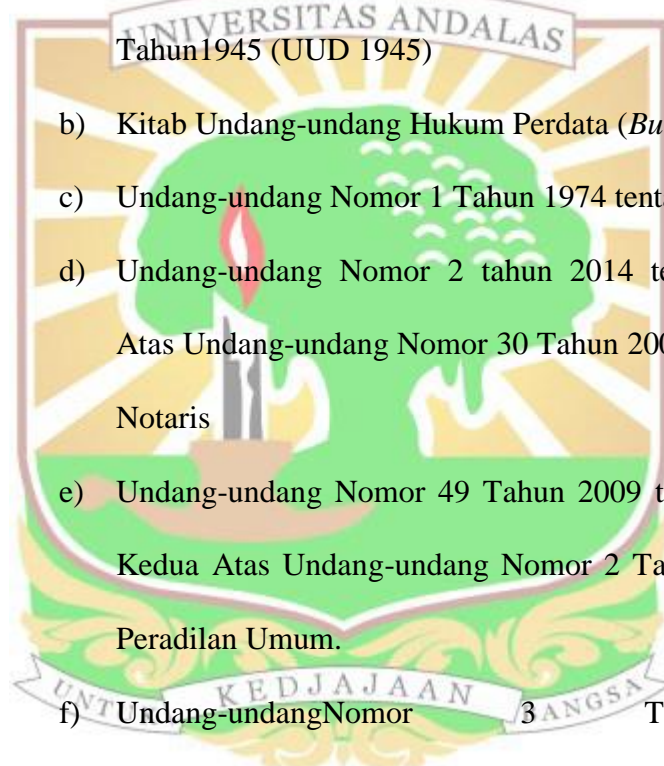 UNIVERSITAS ANDALAS
Tahun1945 (UUD 1945)
b) Kitab Undang-undang Hukum Perdata (Bu
c) Undang-undang Nomor 1 Tahun 1974 tent
d) Undang-undang Nomor 2 tahun 2014 te
Atas Undang-undang Nomor 30 Tahun 200
Notaris
e) Undang-undang Nomor 49 Tahun 2009 t
Kedua Atas Undang-undang Nomor 2 Ta
Peradilan Umum.
UNTUK KEDJAJAAN BANGSA
f) Undang-undangNomor 3 T